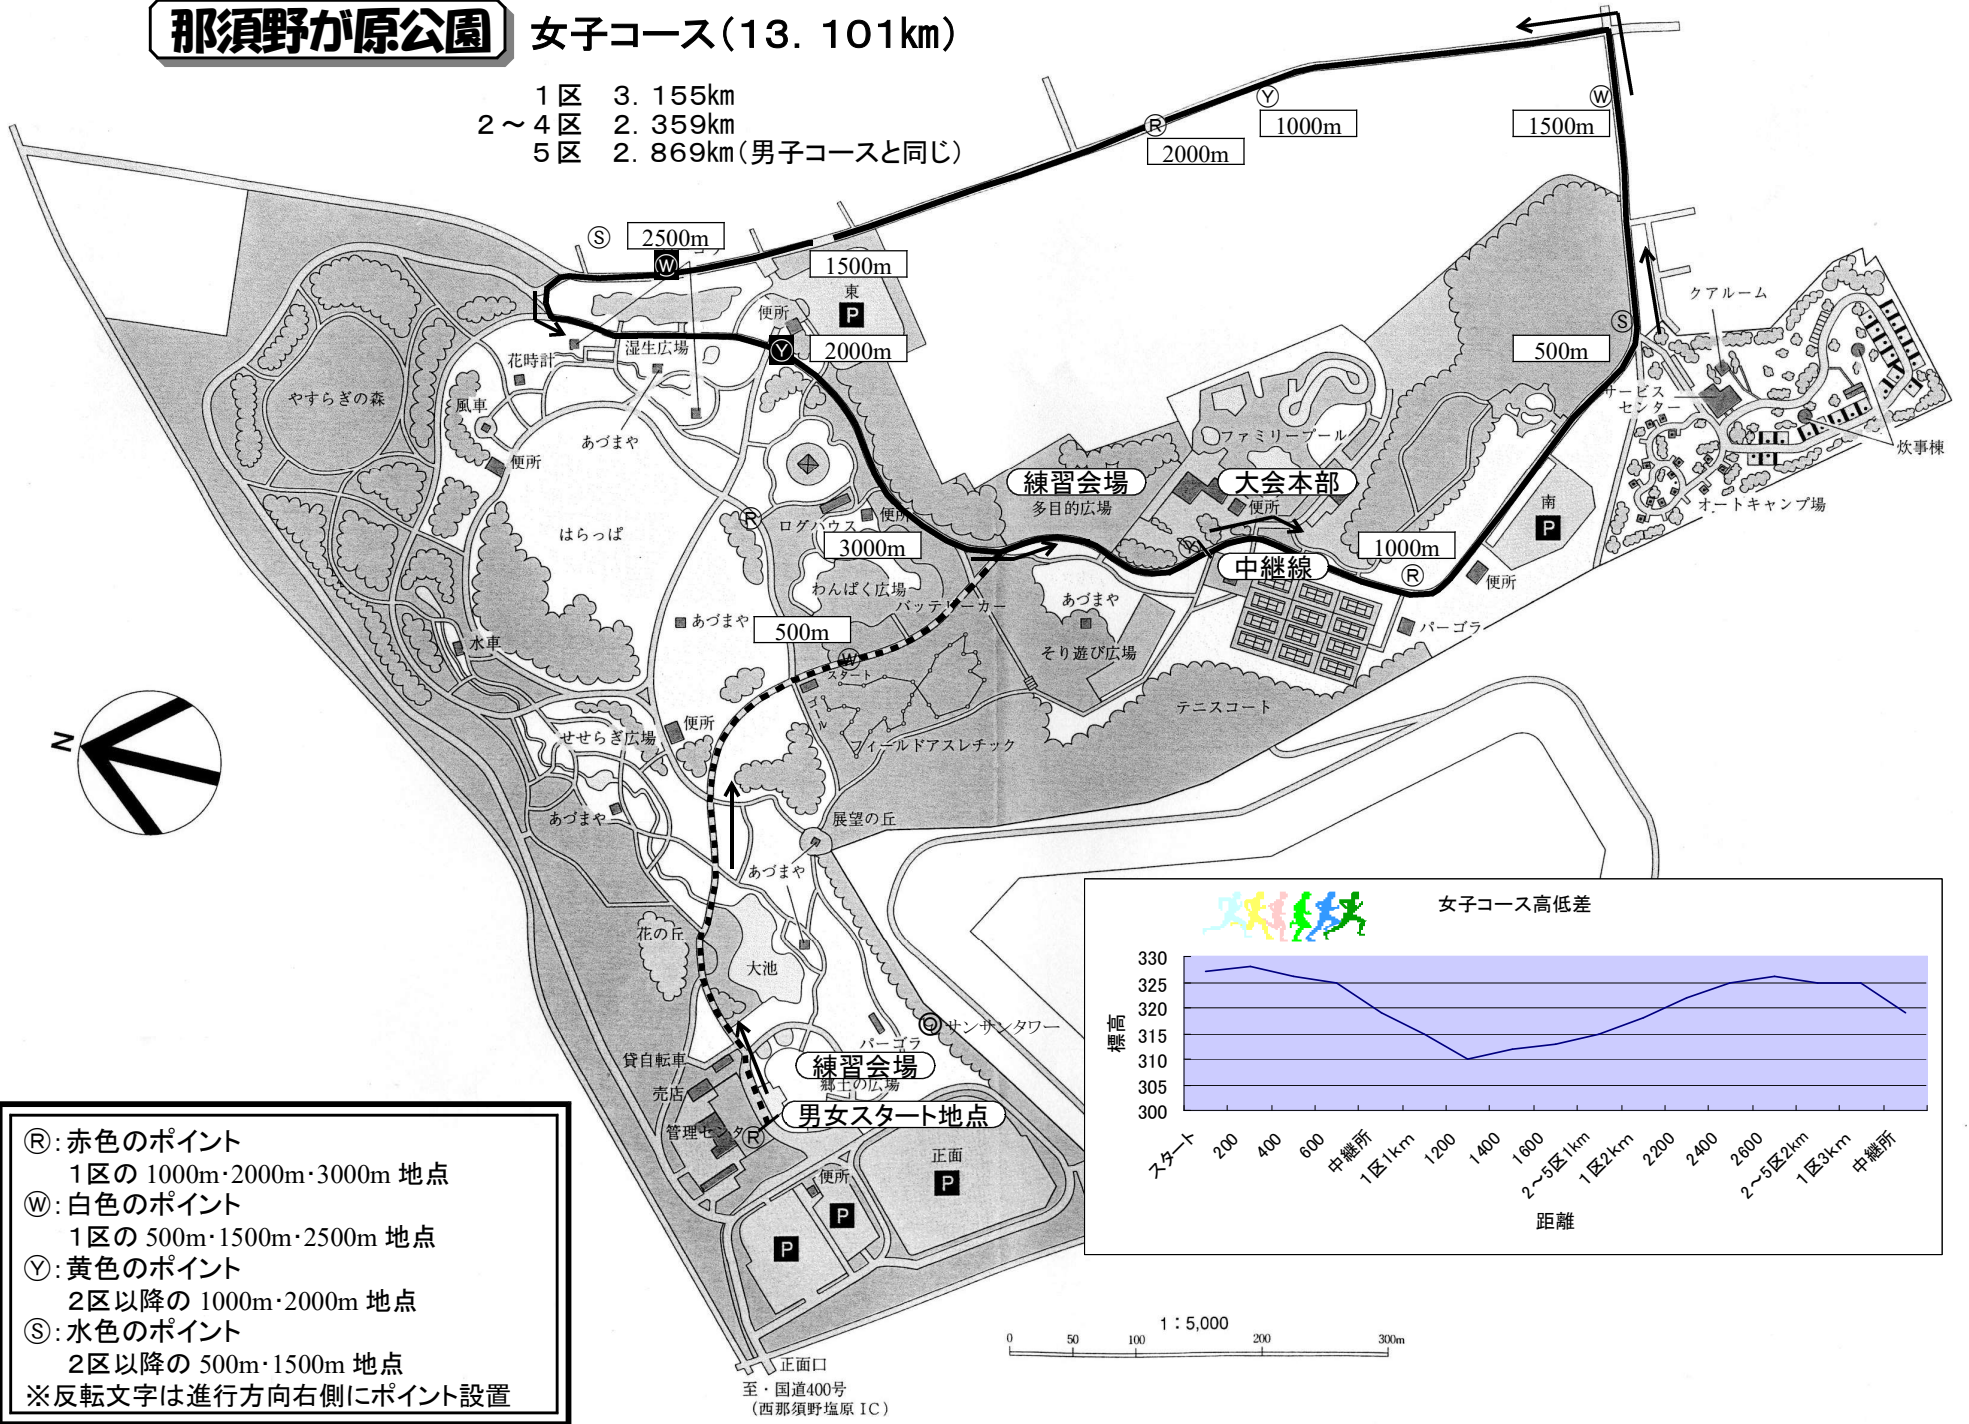 那須野が原公園
女子コース(13．101㎞)
1区 3．155㎞
2～4区 2．359㎞
5区 2．869㎞(男子コースと同じ)
Ⓨ
1000m
Ⓡ
2000m
Ⓦ
1500m
Ⓢ
2500m
Ⓦ
1500m
東
P
便所
Ⓨ
2000m
湿生広場
花時計
風車
やすらぎの森
あづまや
便所
はらっぱ
水車
Ⓢ
500m
クアルーム
サービス
センター
炊事棟
オートキャンプ場
ファミリープール
練習会場
多目的広場
大会本部
便所
中継線
1000m
Ⓡ
南
P
便所
パーゴラ
Ⓡ
ログハウス
便所
3000m
わんぱく広場
バッテリーカー
あづまや
500m
Ⓦ
スタート
ゴール
あづまや
そり遊び広場
テニスコート
フィールドアスレチック
せせらぎ広場
便所
あづまや
展望の丘
あづまや
花の丘
大池
サンサンタワー
パーゴラ
練習会場
郷土の広場
貸自転車
売店
男女スタート地点
管理センタ
Ⓡ
正面
P
便所
P
P
正面口
至・国道400号
(西那須野塩原 IC)
N
女子コース高低差
330
325
320
315
310
305
300
標高
スタート
200
400
600
中継所
1区1km
1200
1400
1600
2～5区1km
1区2km
2200
2400
2600
2～5区2km
1区3km
中継所
距離
1：5,000
0 50 100 200 300m
Ⓡ：赤色のポイント
1区の 1000m・2000m・3000m 地点
Ⓦ：白色のポイント
1区の 500m・1500m・2500m 地点
Ⓨ：黄色のポイント
2区以降の 1000m・2000m 地点
Ⓢ：水色のポイント
2区以降の 500m・1500m 地点
※反転文字は進行方向右側にポイント設置